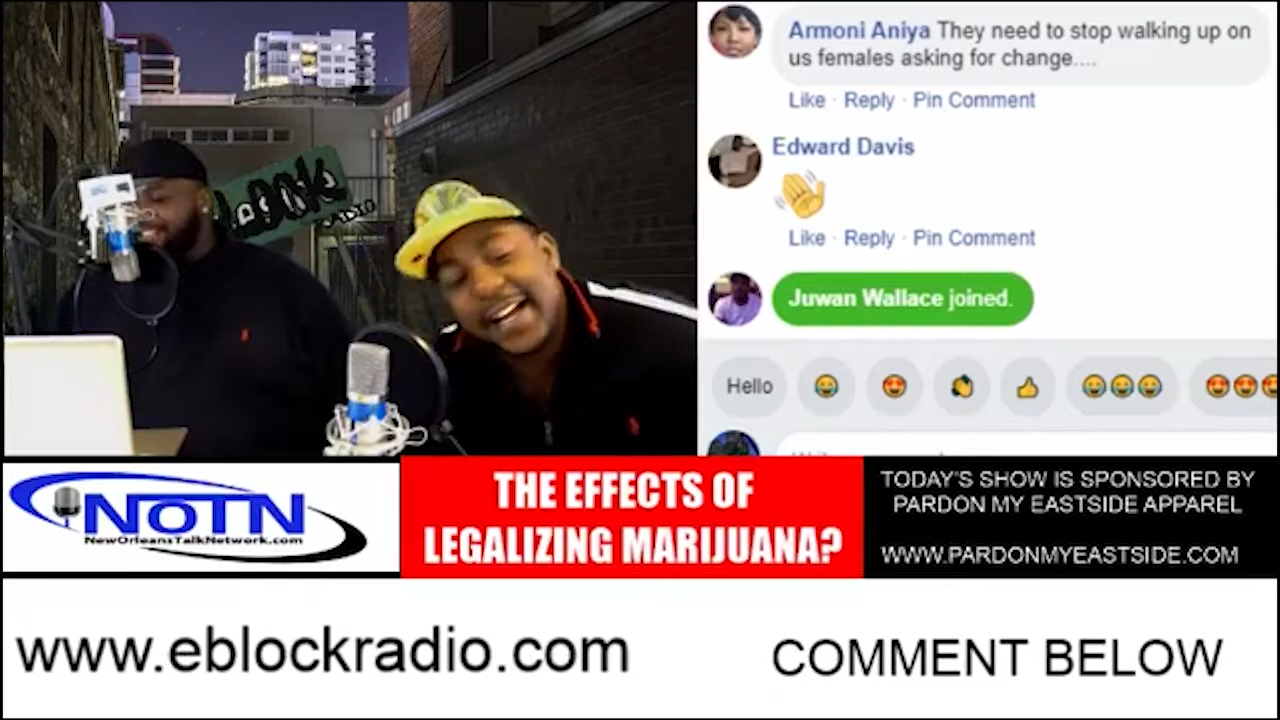 Armoni Aniya They need to stop walking up on
us females asking for change....
Like · Reply · Pin Comment
Edward Davis
Like · Reply · Pin Comment
Juwan Wallace joined.
Hello
NOTN
NewOrleansTalkNetwork.com
THE EFFECTS OF
LEGALIZING MARIJUANA?
TODAY'S SHOW IS SPONSORED BY
PARDON MY EASTSIDE APPAREL
WWW.PARDONMYEASTSIDE.COM
www.eblockradio.com
COMMENT BELOW